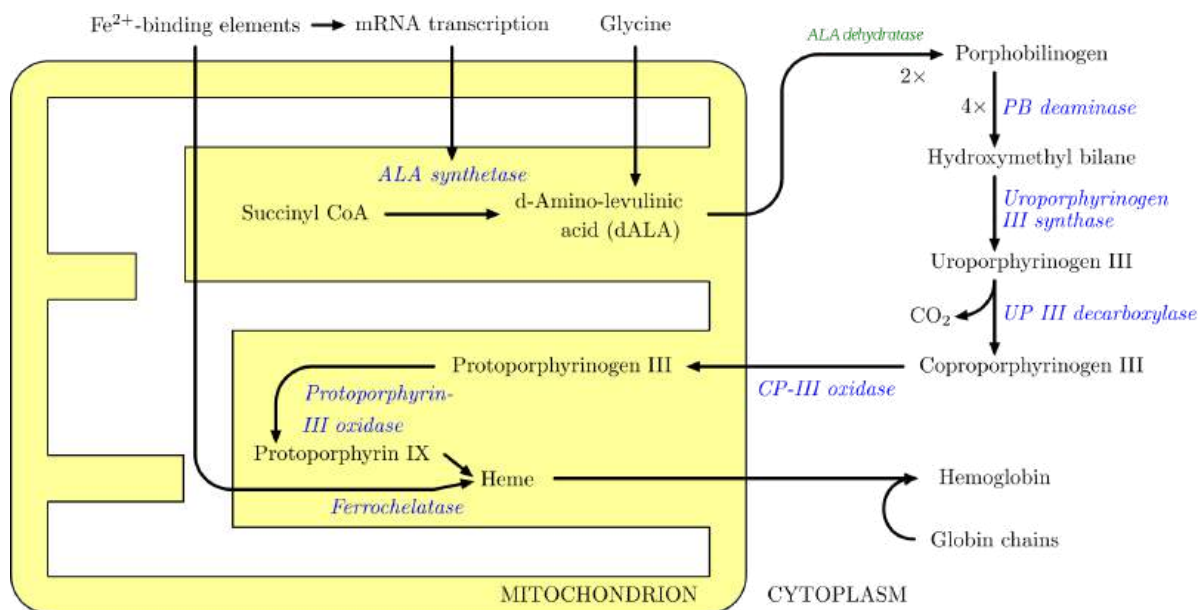 Fe²⁺-binding elements
mRNA transcription
Glycine
ALA dehydratase
2×
Porphobilinogen
4×
PB deaminase
Hydroxymethyl bilane
ALA synthetase
Succinyl CoA
d-Amino-levulinic
acid (dALA)
Uroporphyrinogen
III synthase
Uroporphyrinogen III
CO₂
UP III decarboxylase
Protoporphyrinogen III
Coproporphyrinogen III
CP-III oxidase
Protoporphyrin-
III oxidase
Protoporphyrin IX
Heme
Hemoglobin
Ferrochelatase
Globin chains
MITOCHONDRION
CYTOPLASM